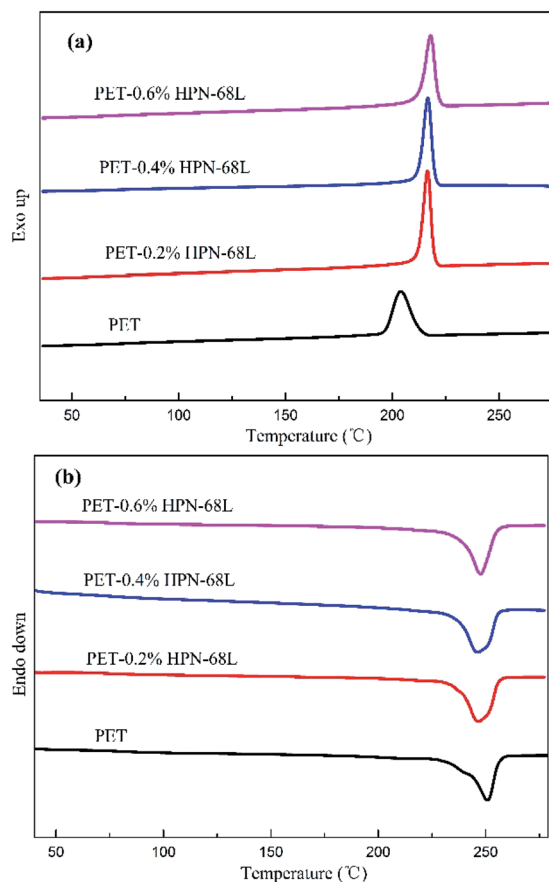 (a)
PET-0.6% HPN-68L
PET-0.4% HPN-68L
PET-0.2% HPN-68L
PET
Exo up
50 100 150 200 250
Temperature (℃)
(b)
PET-0.6% HPN-68L
PET-0.4% HPN-68L
PET-0.2% HPN-68L
PET
Endo down
50 100 150 200 250
Temperature (℃)